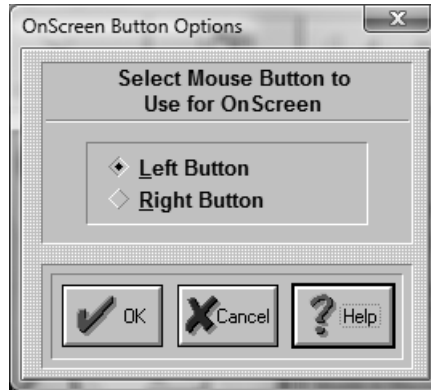 OnScreen Button Options
Select Mouse Button to
Use for OnScreen
Left Button
Right Button
OK Cancel Help